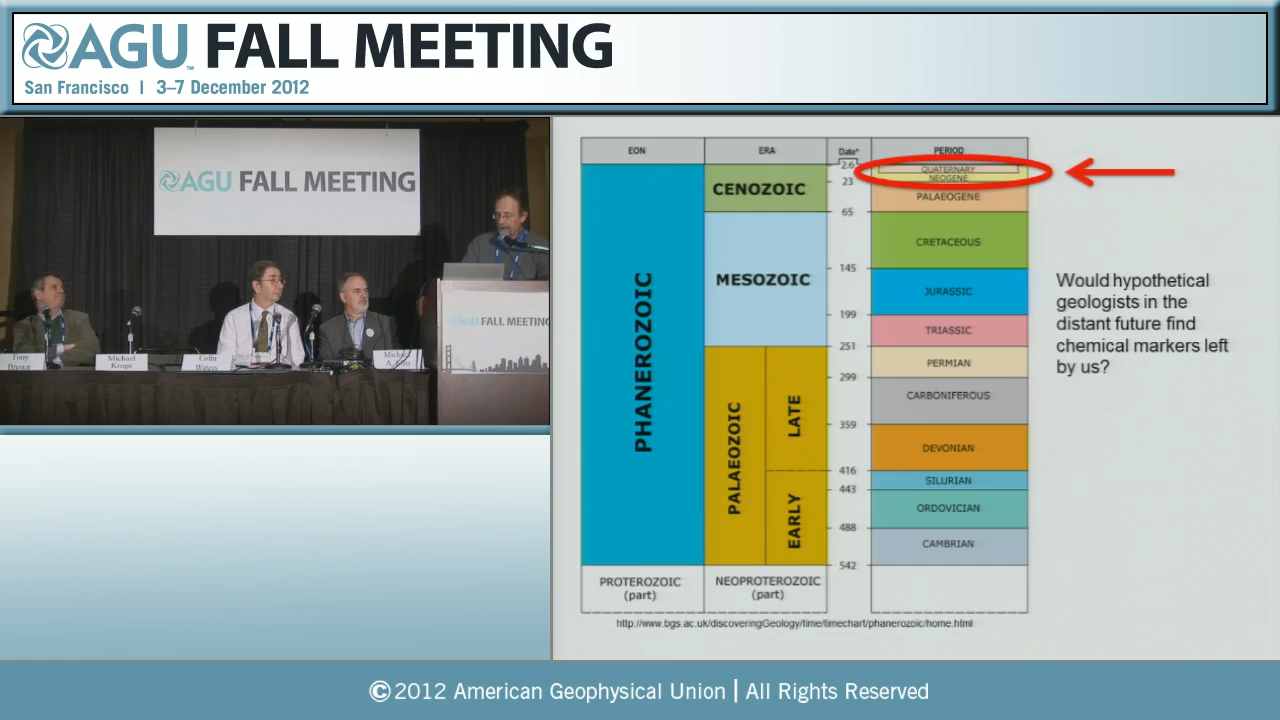 AGU™ FALL MEETING
San Francisco | 3–7 December 2012
AGU FALL MEETING
AGU FALL MEETING
Tony
Brown
Michael
Kruge
Colin
Waters
EON
ERA
Date*
PERIOD
PHANEROZOIC
CENOZOIC
MESOZOIC
PALAEOZOIC
LATE
EARLY
2.6
23
65
145
199
251
299
359
416
443
488
542
QUATERNARY
NEOGENE
PALAEOGENE
CRETACEOUS
JURASSIC
TRIASSIC
PERMIAN
CARBONIFEROUS
DEVONIAN
SILURIAN
ORDOVICIAN
CAMBRIAN
PROTEROZOIC
(part)
NEOPROTEROZOIC
(part)
http://www.bgs.ac.uk/discoveringGeology/time/timechart/phanerozoic/home.html
Would hypothetical
geologists in the
distant future find
chemical markers left
by us?
©2012 American Geophysical Union | All Rights Reserved